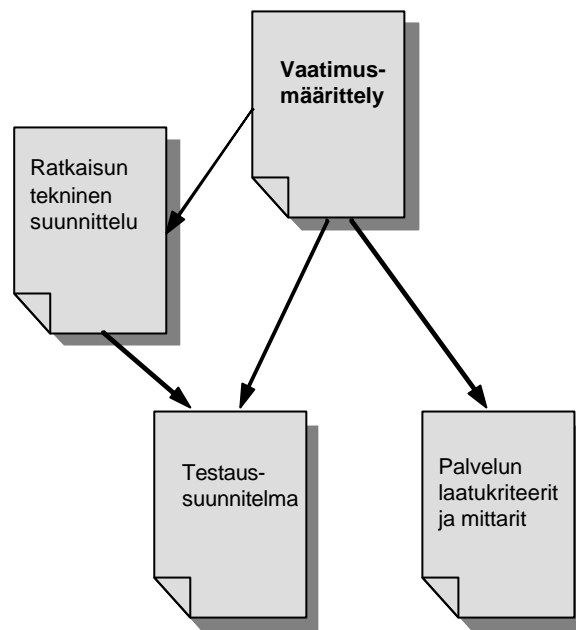 Vaatimus-
määrittely
Ratkaisun
tekninen
suunnittelu
Testaus-
suunnitelma
Palvelun
laatukriteerit
ja mittarit